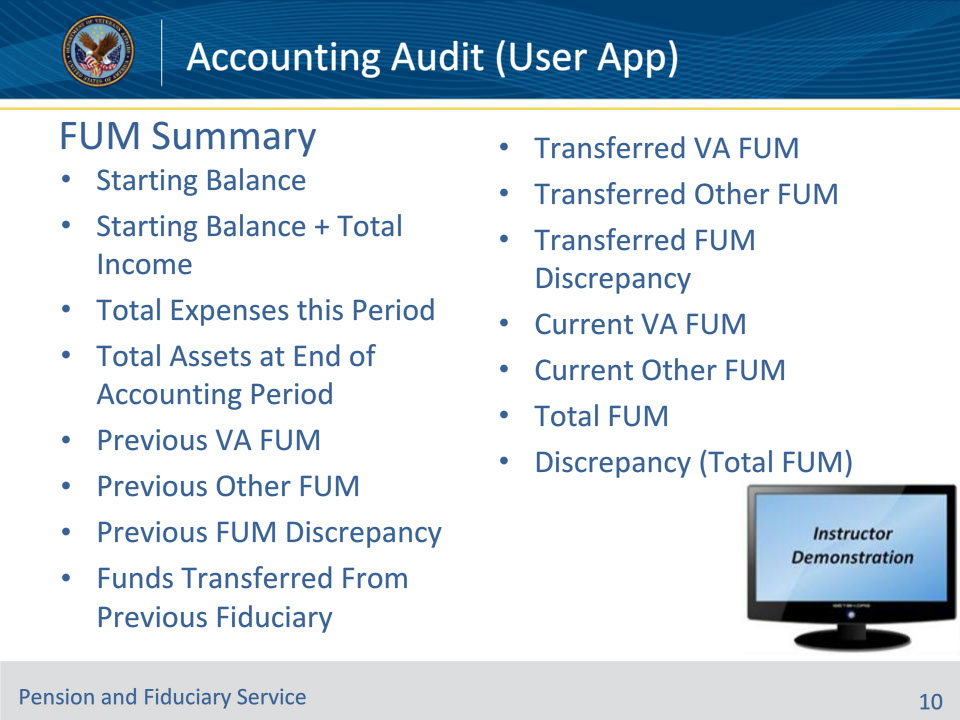 Accounting Audit (User App)
FUM Summary
• Starting Balance
• Starting Balance + Total
Income
• Total Expenses this Period
• Total Assets at End of
Accounting Period
• Previous VA FUM
• Previous Other FUM
• Previous FUM Discrepancy
• Funds Transferred From
Previous Fiduciary
• Transferred VA FUM
• Transferred Other FUM
• Transferred FUM
Discrepancy
• Current VA FUM
• Current Other FUM
• Total FUM
• Discrepancy (Total FUM)
Instructor
Demonstration
Pension and Fiduciary Service
10